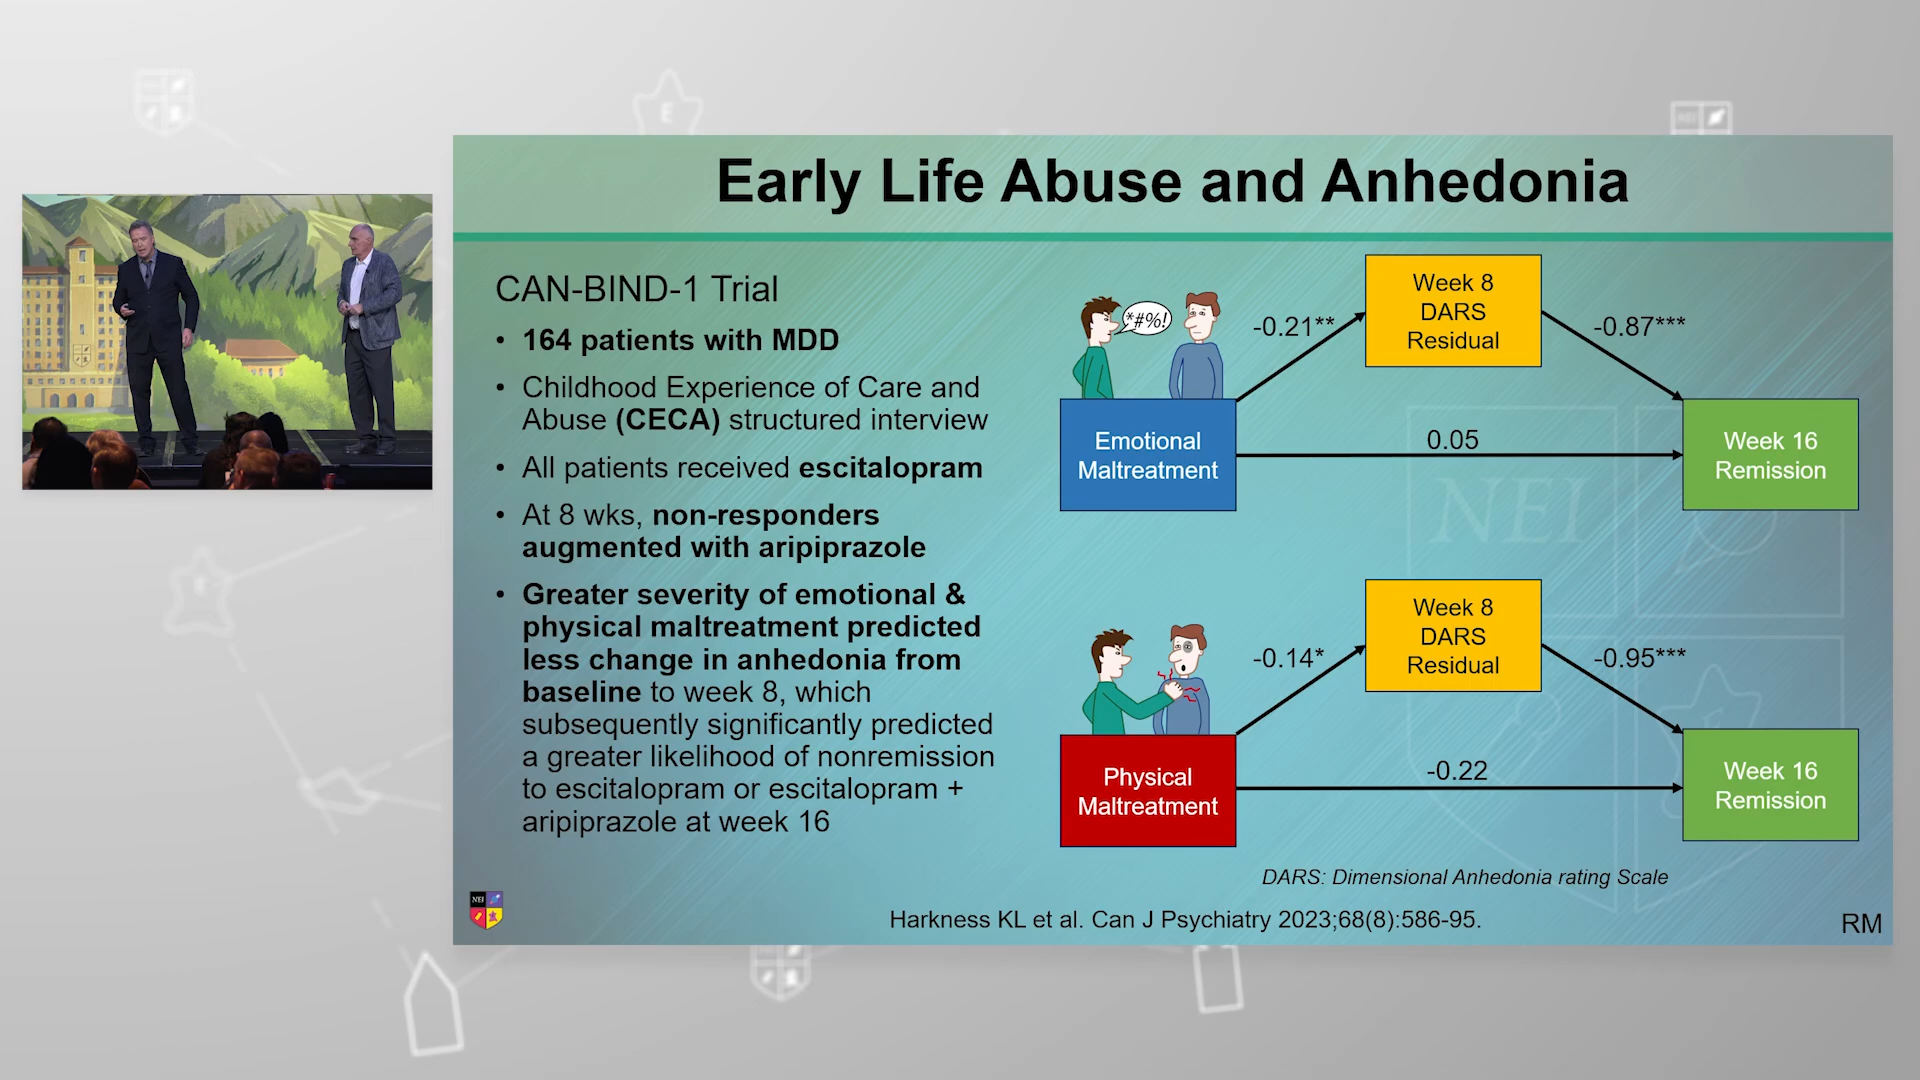 Early Life Abuse and Anhedonia
CAN-BIND-1 Trial
• 164 patients with MDD
• Childhood Experience of Care and
Abuse (CECA) structured interview
• All patients received escitalopram
• At 8 wks, non-responders
augmented with aripiprazole
• Greater severity of emotional &
physical maltreatment predicted
less change in anhedonia from
baseline to week 8, which
subsequently significantly predicted
a greater likelihood of nonremission
to escitalopram or escitalopram +
aripiprazole at week 16
*#%!
-0.21**
Week 8
DARS
Residual
-0.87***
Emotional
Maltreatment
0.05
Week 16
Remission
-0.14*
Week 8
DARS
Residual
-0.95***
Physical
Maltreatment
-0.22
Week 16
Remission
DARS: Dimensional Anhedonia rating Scale
Harkness KL et al. Can J Psychiatry 2023;68(8):586-95.
RM
NEI
NEI
E